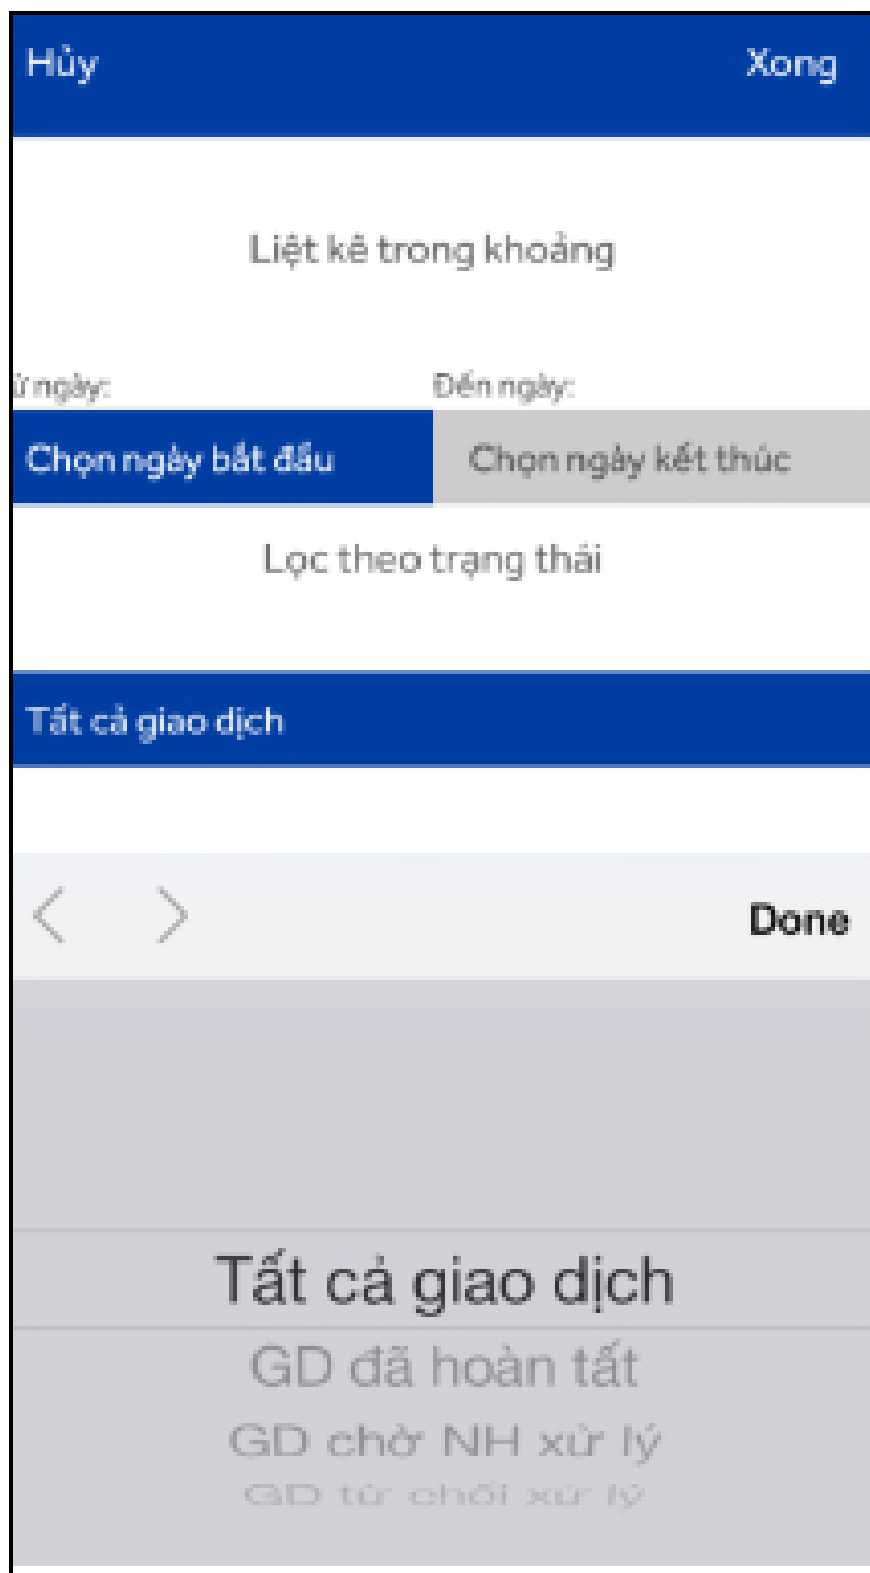 Hủy Xong
Liệt kê trong khoảng
ừ ngày: Đến ngày:
Chọn ngày bắt đầu Chọn ngày kết thúc
Lọc theo trạng thái
Tất cả giao dịch
Done
Tất cả giao dịch
GD đã hoàn tất
GD chờ NH xử lý
GD từ chối xử lý